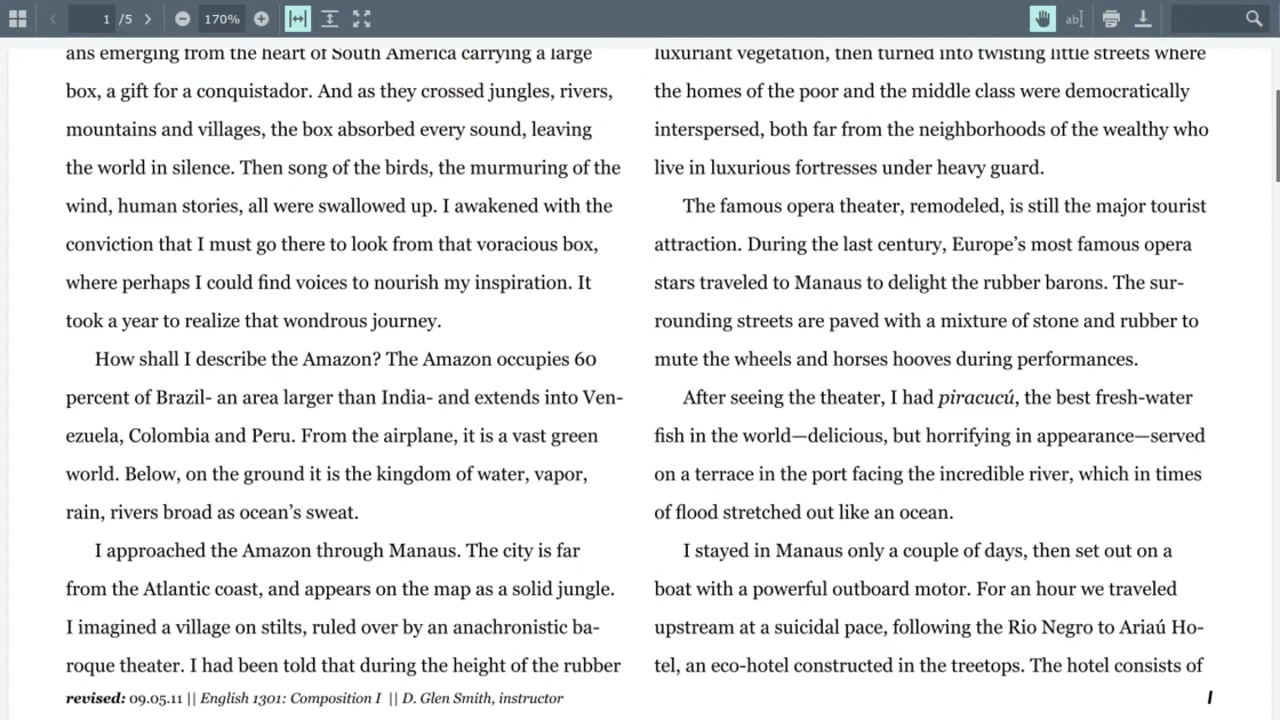 1 /5
170%
ab
ans emerging from the heart of South America carrying a large
box, a gift for a conquistador. And as they crossed jungles, rivers,
mountains and villages, the box absorbed every sound, leaving
the world in silence. Then song of the birds, the murmuring of the
wind, human stories, all were swallowed up. I awakened with the
conviction that I must go there to look from that voracious box,
where perhaps I could find voices to nourish my inspiration. It
took a year to realize that wondrous journey.
How shall I describe the Amazon? The Amazon occupies 60
percent of Brazil- an area larger than India- and extends into Ven-
ezuela, Colombia and Peru. From the airplane, it is a vast green
world. Below, on the ground it is the kingdom of water, vapor,
rain, rivers broad as ocean’s sweat.
I approached the Amazon through Manaus. The city is far
from the Atlantic coast, and appears on the map as a solid jungle.
I imagined a village on stilts, ruled over by an anachronistic ba-
roque theater. I had been told that during the height of the rubber
luxuriant vegetation, then turned into twisting little streets where
the homes of the poor and the middle class were democratically
interspersed, both far from the neighborhoods of the wealthy who
live in luxurious fortresses under heavy guard.
The famous opera theater, remodeled, is still the major tourist
attraction. During the last century, Europe’s most famous opera
stars traveled to Manaus to delight the rubber barons. The sur-
rounding streets are paved with a mixture of stone and rubber to
mute the wheels and horses hooves during performances.
After seeing the theater, I had piracucú, the best fresh-water
fish in the world—delicious, but horrifying in appearance—served
on a terrace in the port facing the incredible river, which in times
of flood stretched out like an ocean.
I stayed in Manaus only a couple of days, then set out on a
boat with a powerful outboard motor. For an hour we traveled
upstream at a suicidal pace, following the Rio Negro to Ariaú Ho-
tel, an eco-hotel constructed in the treetops. The hotel consists of
revised: 09.05.11 || English 1301: Composition I || D. Glen Smith, instructor
1